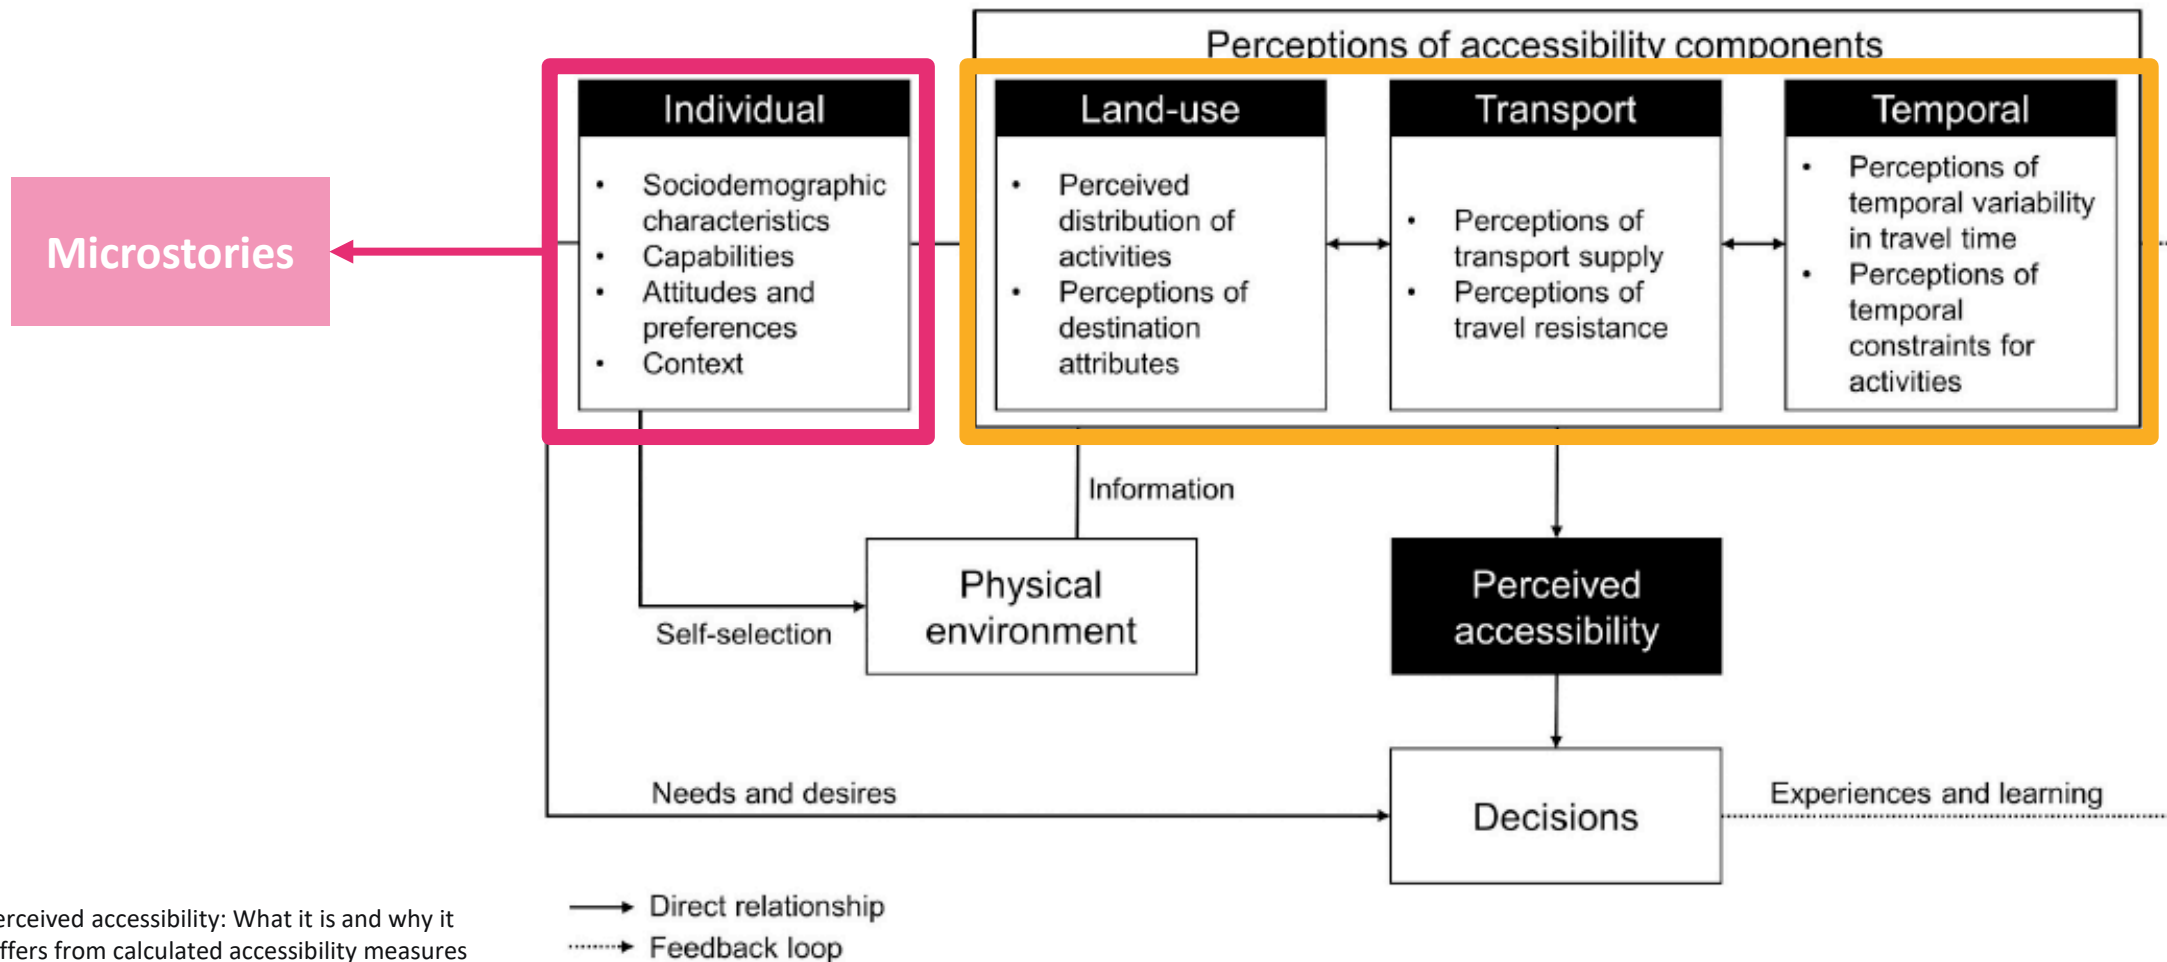 Perceptions of accessibility components
Individual
Land-use
Transport
Temporal
Microstories
• Sociodemographic
characteristics
• Capabilities
• Attitudes and
preferences
• Context
• Perceived
distribution of
activities
• Perceptions of
destination
attributes
• Perceptions of
transport supply
• Perceptions of
travel resistance
• Perceptions of
temporal variability
in travel time
• Perceptions of
temporal
constraints for
activities
Information
Physical
environment
Perceived
accessibility
Self-selection
Needs and desires
Decisions
Experiences and learning
Direct relationship
Feedback loop
erceived accessibility: What it is and why it
ffers from calculated accessibility measures